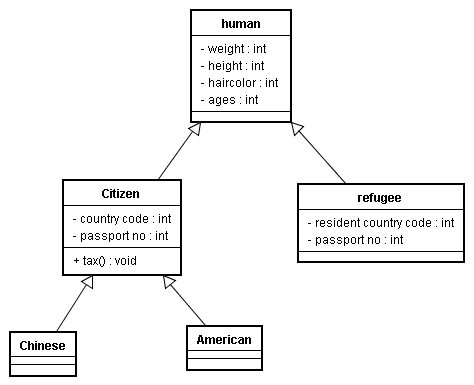 human
- weight : int
- height : int
- haircolor : int
- ages : int
Citizen
- country code : int
- passport no : int
+ tax() : void
refugee
- resident country code : int
- passport no : int
Chinese
American